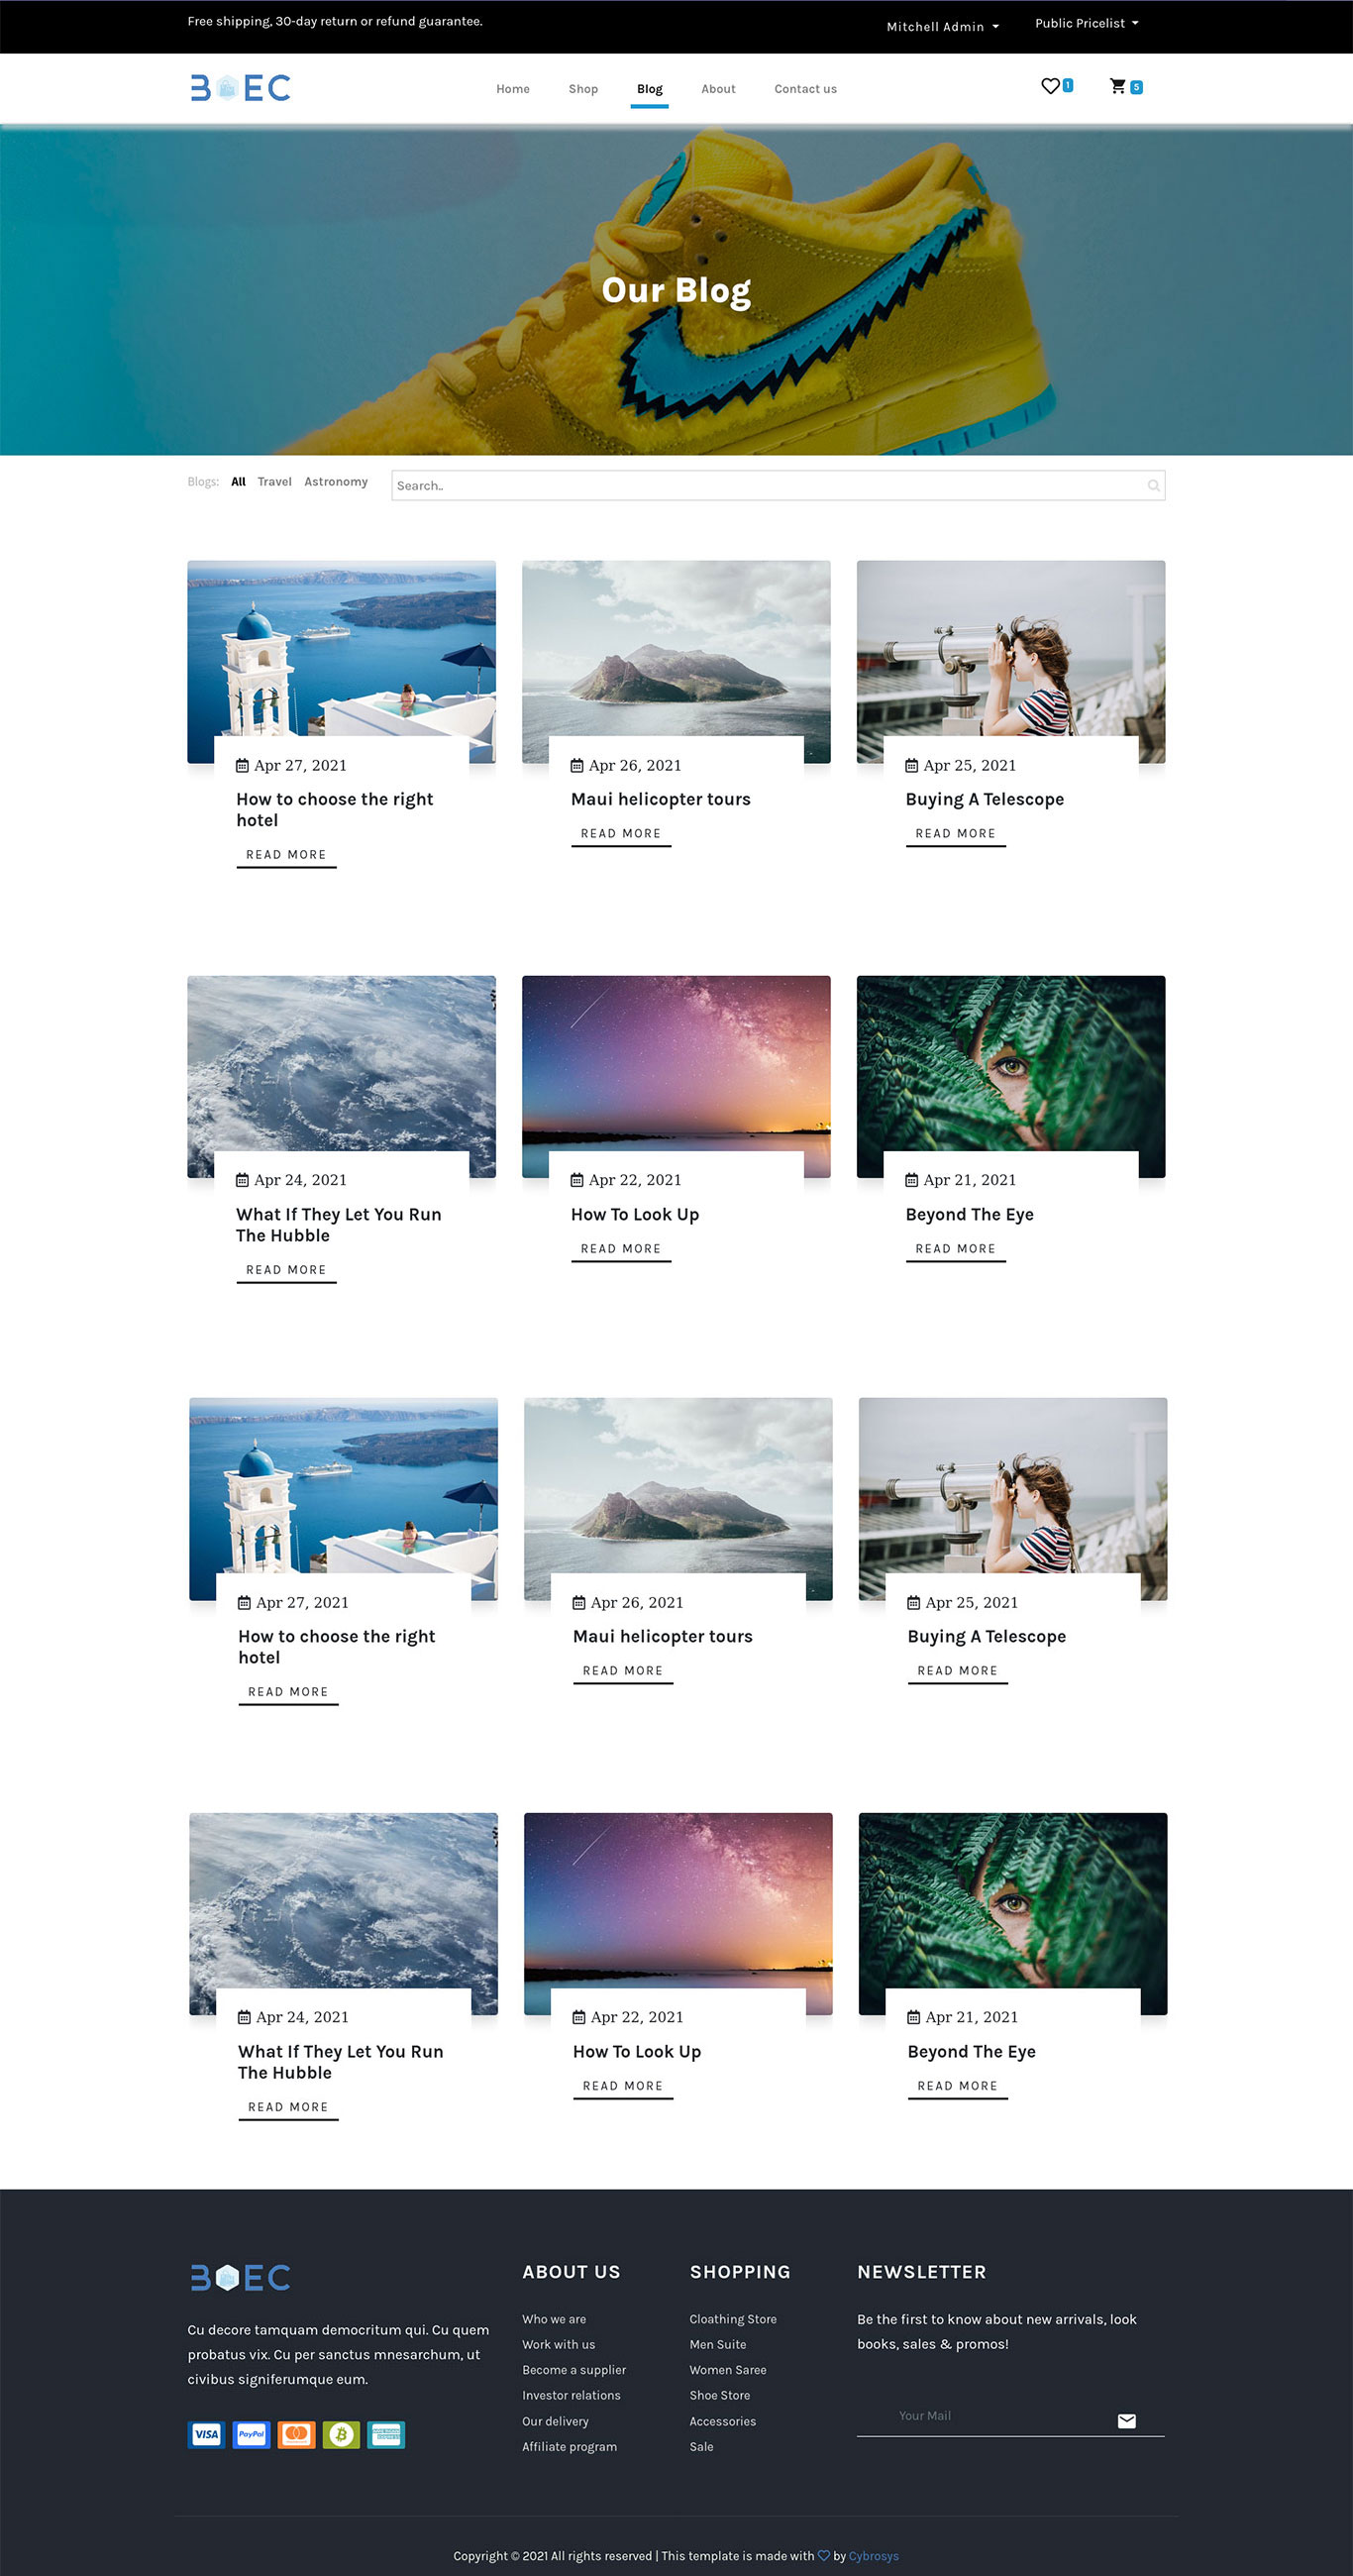 Free shipping, 30-day return or refund guarantee.
Mitchell Admin
Public Pricelist
B EC
Home
Shop
Blog
About
Contact us
1
5
Our Blog
Blogs:
All
Travel
Astronomy
Search..
Apr 27, 2021
How to choose the right
hotel
READ MORE
Apr 26, 2021
Maui helicopter tours
READ MORE
Apr 25, 2021
Buying A Telescope
READ MORE
Apr 24, 2021
What If They Let You Run
The Hubble
READ MORE
Apr 22, 2021
How To Look Up
READ MORE
Apr 21, 2021
Beyond The Eye
READ MORE
Apr 27, 2021
How to choose the right
hotel
READ MORE
Apr 26, 2021
Maui helicopter tours
READ MORE
Apr 25, 2021
Buying A Telescope
READ MORE
Apr 24, 2021
What If They Let You Run
The Hubble
READ MORE
Apr 22, 2021
How To Look Up
READ MORE
Apr 21, 2021
Beyond The Eye
READ MORE
B EC
Cu decore tamquam democritum qui. Cu quem
probatus vix. Cu per sanctus mnesarchum, ut
civibus signiferumque eum.
VISA
PayPal
ABOUT US
Who we are
Work with us
Become a supplier
Investor relations
Our delivery
Affiliate program
SHOPPING
Cloathing Store
Men Suite
Women Saree
Shoe Store
Accessories
Sale
NEWSLETTER
Be the first to know about new arrivals, look
books, sales & promos!
Your Mail
Copyright © 2021 All rights reserved | This template is made with ♡ by Cybrosys